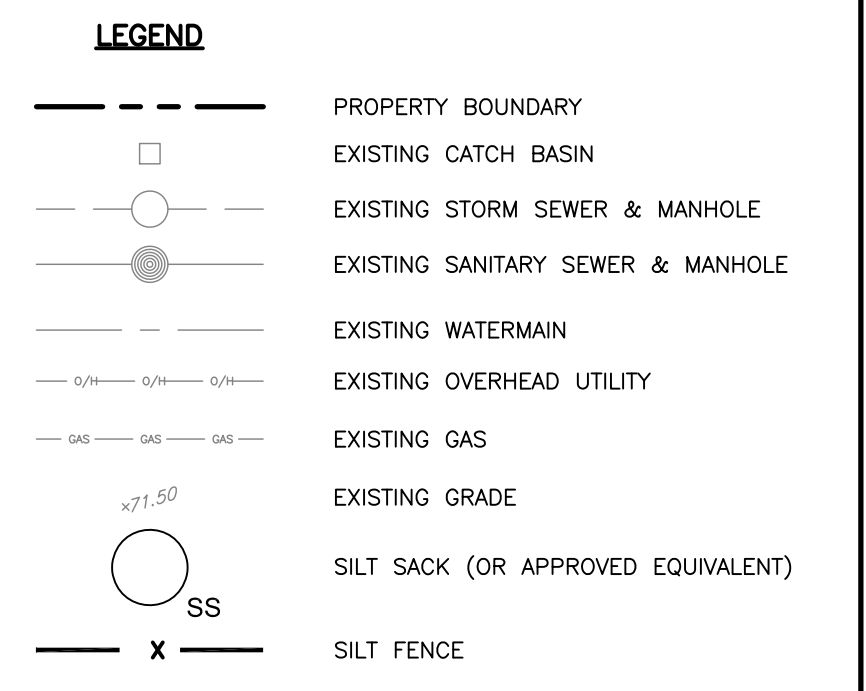 LEGEND
PROPERTY BOUNDARY
EXISTING CATCH BASIN
EXISTING STORM SEWER & MANHOLE
EXISTING SANITARY SEWER & MANHOLE
EXISTING WATERMAIN
O/H O/H O/H EXISTING OVERHEAD UTILITY
GAS GAS GAS EXISTING GAS
×71.50 EXISTING GRADE
SILT SACK (OR APPROVED EQUIVALENT)
SS
X SILT FENCE